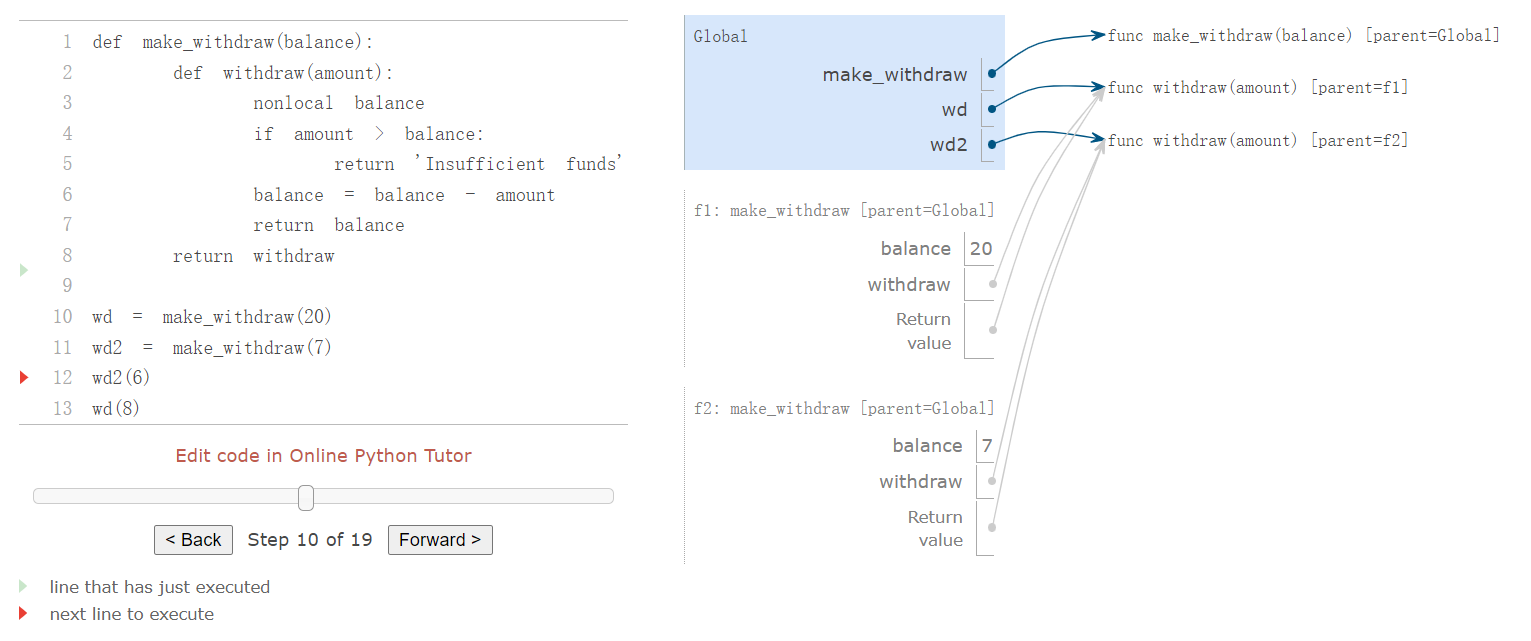 1 def make_withdraw(balance):
2 def withdraw(amount):
3 nonlocal balance
4 if amount > balance:
5 return 'Insufficient funds'
6 balance = balance - amount
7 return balance
8 return withdraw
9
10 wd = make_withdraw(20)
11 wd2 = make_withdraw(7)
12 wd2(6)
13 wd(8)
Edit code in Online Python Tutor
< Back Step 10 of 19 Forward >
line that has just executed
next line to execute
Global
make_withdraw
wd
wd2
func make_withdraw(balance) [parent=Global]
func withdraw(amount) [parent=f1]
func withdraw(amount) [parent=f2]
f1: make_withdraw [parent=Global]
balance 20
withdraw
Return
value
f2: make_withdraw [parent=Global]
balance 7
withdraw
Return
value